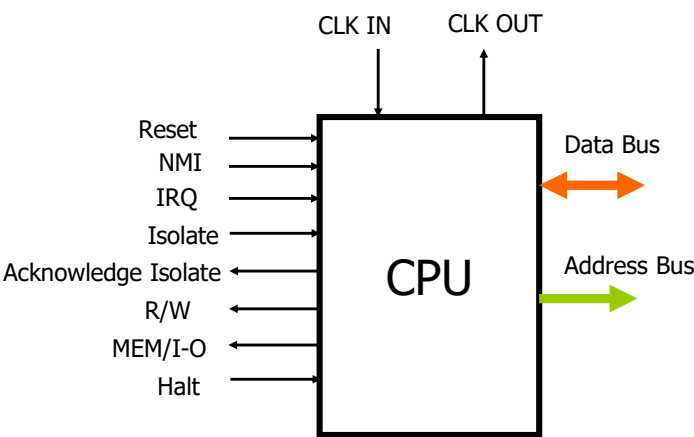 CLK IN
CLK OUT
Reset
NMI
IRQ
Isolate
Acknowledge Isolate
R/W
MEM/I-O
Halt
CPU
Data Bus
Address Bus